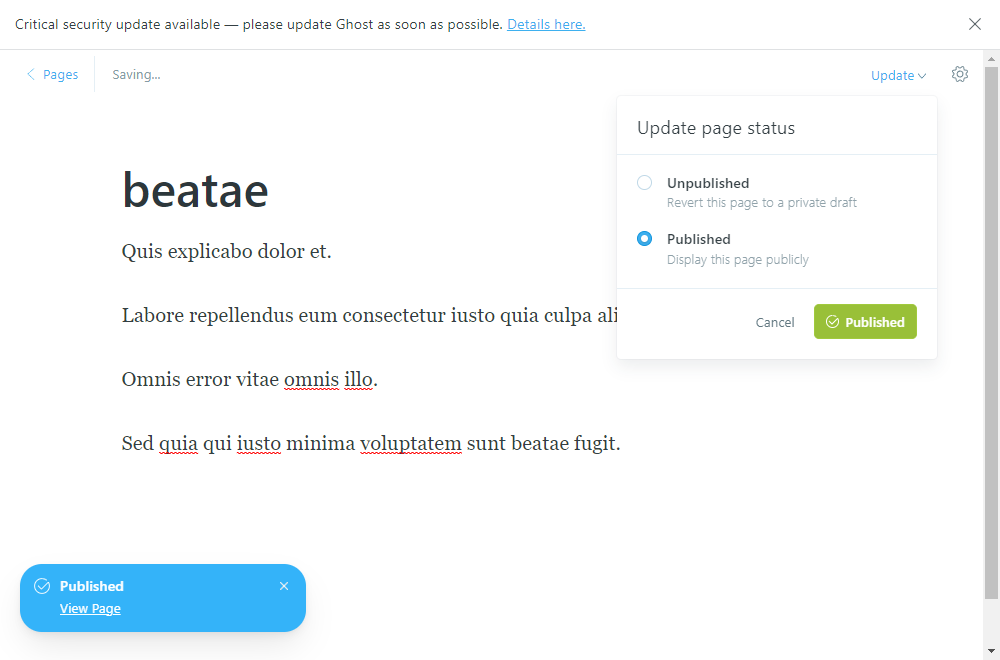 Critical security update available — please update Ghost as soon as possible. Details here.
Pages
Saving...
Update
Update page status
Unpublished
Revert this page to a private draft
Published
Display this page publicly
Cancel
Published
beatae
Quis explicabo dolor et.
Labore repellendus eum consectetur iusto quia culpa ali
Omnis error vitae omnis illo.
Sed quia qui iusto minima voluptatem sunt beatae fugit.
Published
View Page